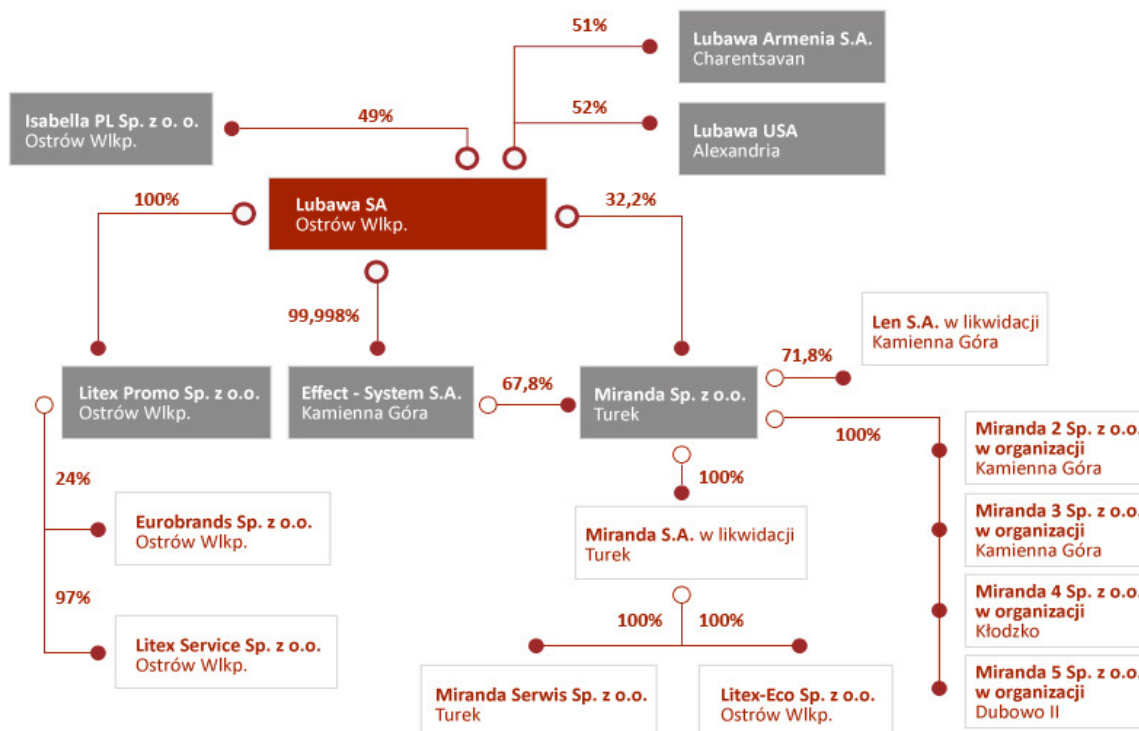 51%
Lubawa Armenia S.A.
Charentsavan
Isabella PL Sp. z o. o.
Ostrów Wlkp.
49%
52%
Lubawa USA
Alexandria
100%
Lubawa SA
Ostrów Wlkp.
32,2%
99,998%
Len S.A. w likwidacji
Kamienna Góra
71,8%
Litex Promo Sp. z o.o.
Ostrów Wlkp.
Effect - System S.A.
Kamienna Góra
67,8%
Miranda Sp. z o.o.
Turek
100%
Miranda 2 Sp. z o.o.
w organizacji
Kamienna Góra
24%
100%
Eurobrands Sp. z o.o.
Ostrów Wlkp.
Miranda S.A. w likwidacji
Turek
Miranda 3 Sp. z o.o.
w organizacji
Kamienna Góra
97%
Miranda 4 Sp. z o.o.
w organizacji
Kłodzko
100%
100%
Litex Service Sp. z o.o.
Ostrów Wlkp.
Miranda Serwis Sp. z o.o.
Turek
Litex-Eco Sp. z o.o.
Ostrów Wlkp.
Miranda 5 Sp. z o.o.
w organizacji
Dubowo II